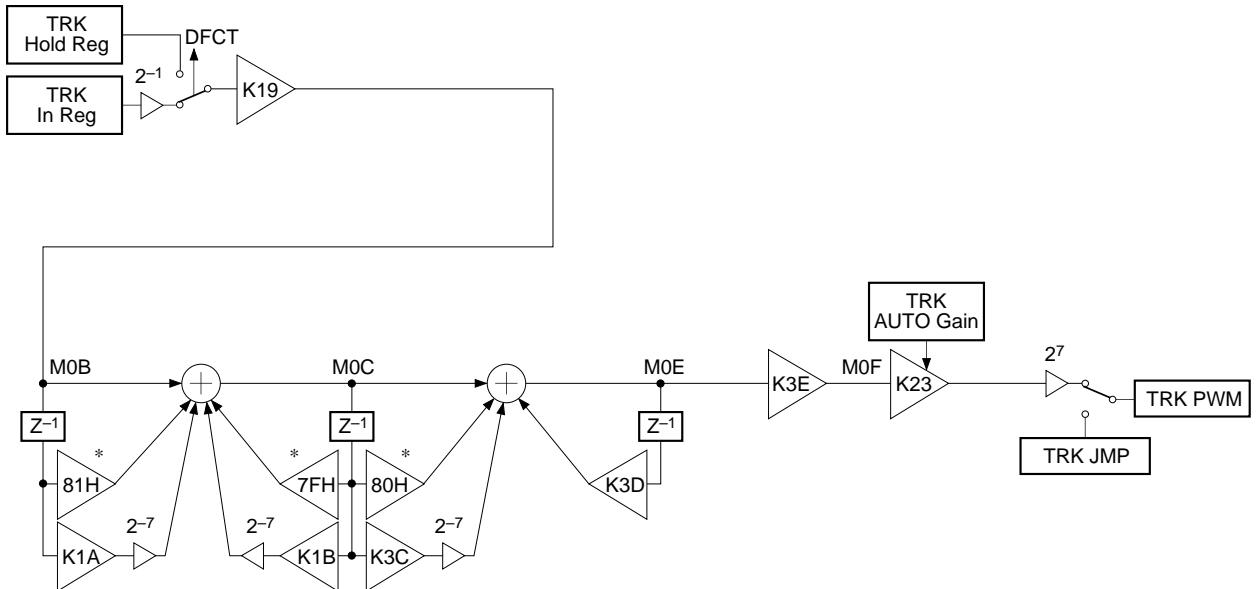 TRK
Hold Reg
DFCT
2⁻¹
TRK
In Reg
K19
TRK
AUTO Gain
M0B
M0C
M0E
K3E
M0F
K23
2⁷
TRK PWM
TRK JMP
Z⁻¹
Z⁻¹
Z⁻¹
81H
*
7FH
*
80H
*
K3D
K1A
2⁻⁷
2⁻⁷
K1B
K3C
2⁻⁷